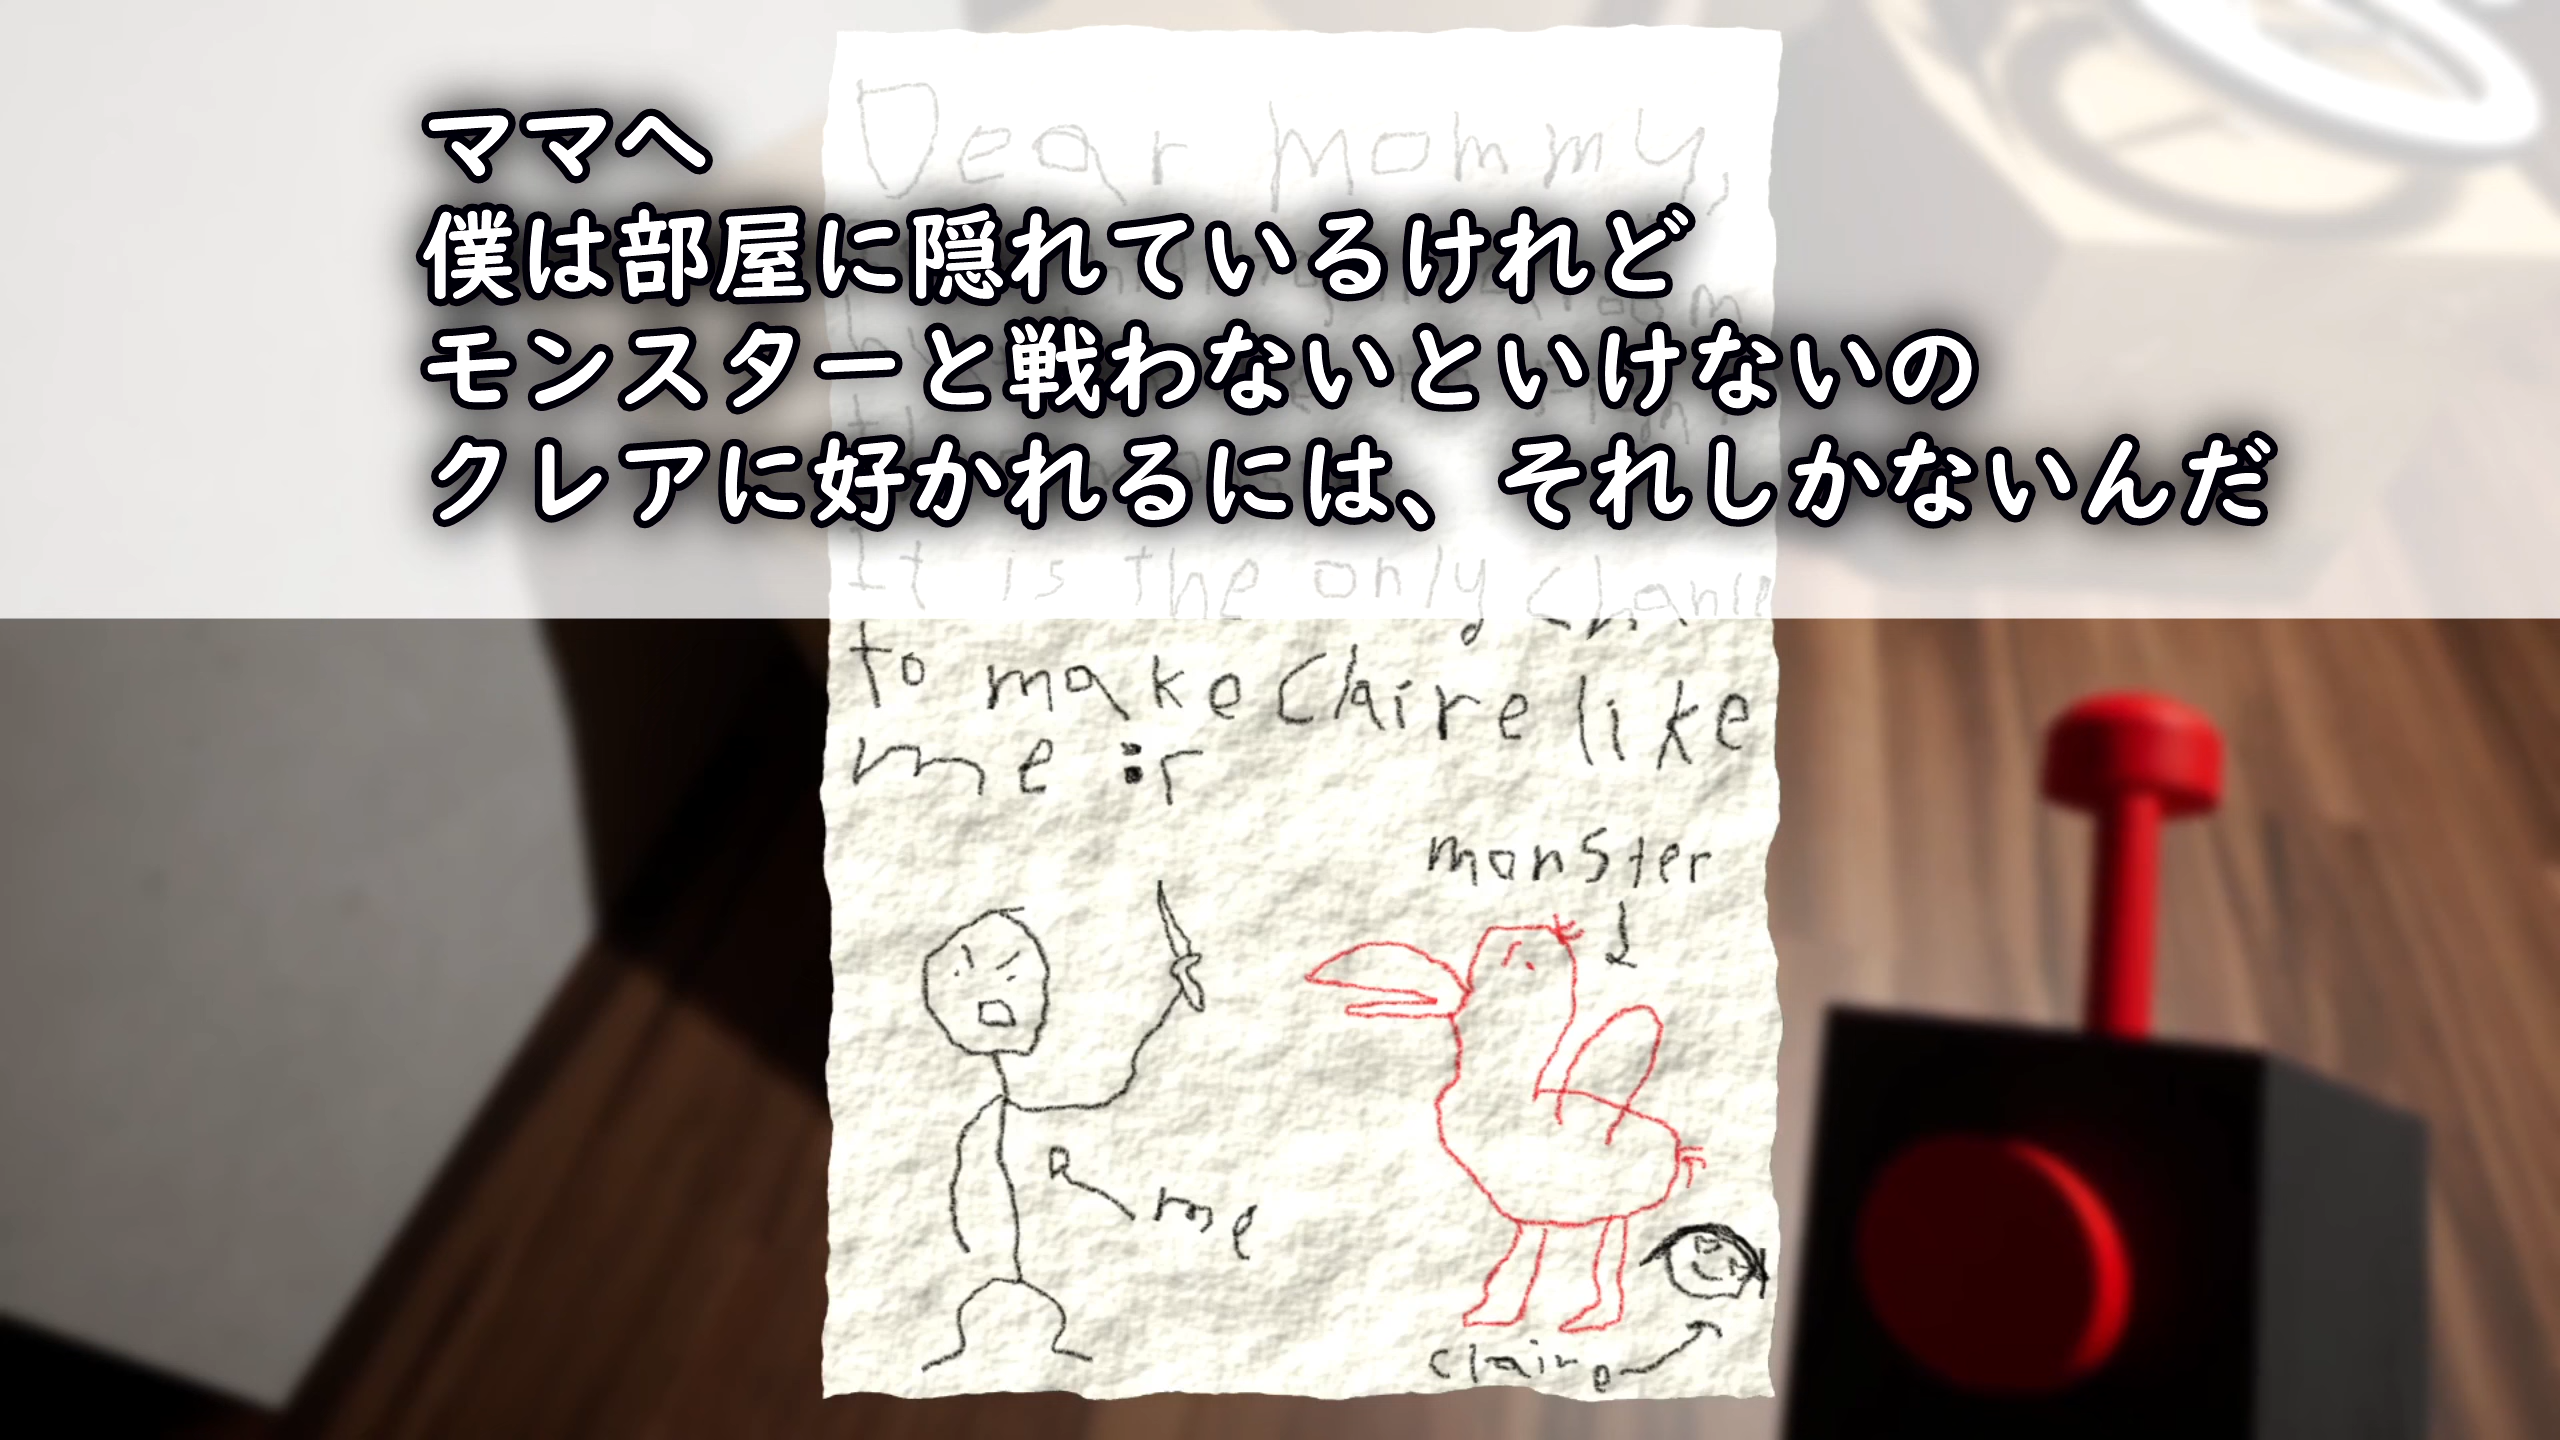 ママへ
僕は部屋に隠れているけれど
モンスターと戦わないといけないの
クレアに好かれるには、それしかないんだ
Dear mommy,
It is the only chance
to make Claire like
me :r
monster
me
claire